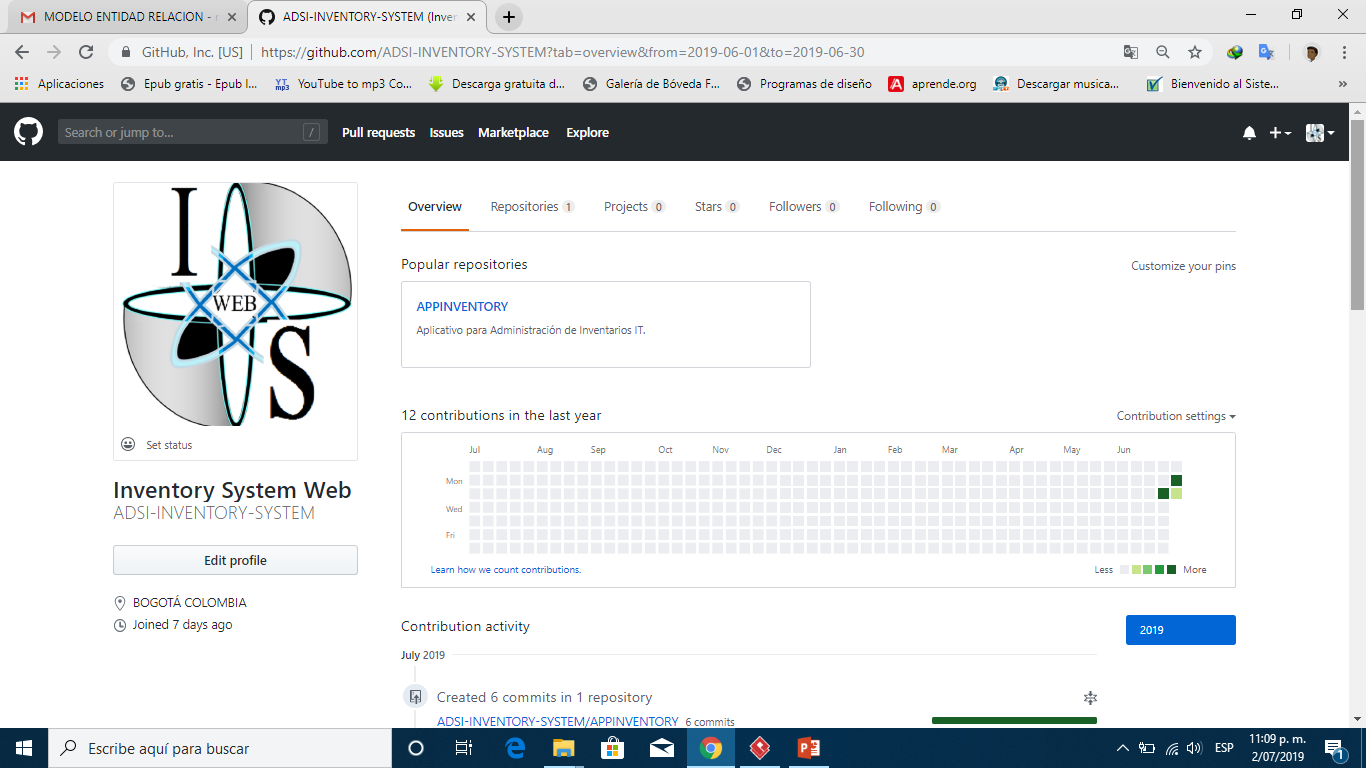 MODELO ENTIDAD RELACION -
ADSI-INVENTORY-SYSTEM (Inven
GitHub, Inc. [US] | https://github.com/ADSI-INVENTORY-SYSTEM?tab=overview&from=2019-06-01&to=2019-06-30
Aplicaciones Epub gratis - Epub l... YT mp3 YouTube to mp3 Co... Descarga gratuita d... Galería de Bóveda F... Programas de diseño aprende.org Descargar musica... Bienvenido al Siste... »
Search or jump to... / Pull requests Issues Marketplace Explore
I S WEB
Set status
Inventory System Web
ADSI-INVENTORY-SYSTEM
Edit profile
BOGOTÁ COLOMBIA
Joined 7 days ago
Overview Repositories 1 Projects 0 Stars 0 Followers 0 Following 0
Popular repositories Customize your pins
APPINVENTORY
Aplicativo para Administración de Inventarios IT.
12 contributions in the last year Contribution settings
Jul Aug Sep Oct Nov Dec Jan Feb Mar Apr May Jun
Mon
Wed
Fri
Learn how we count contributions. Less More
Contribution activity 2019
July 2019
Created 6 commits in 1 repository
ADSI-INVENTORY-SYSTEM/APPINVENTORY 6 commits
Escribe aquí para buscar
ESP
11:09 p. m.
2/07/2019
1